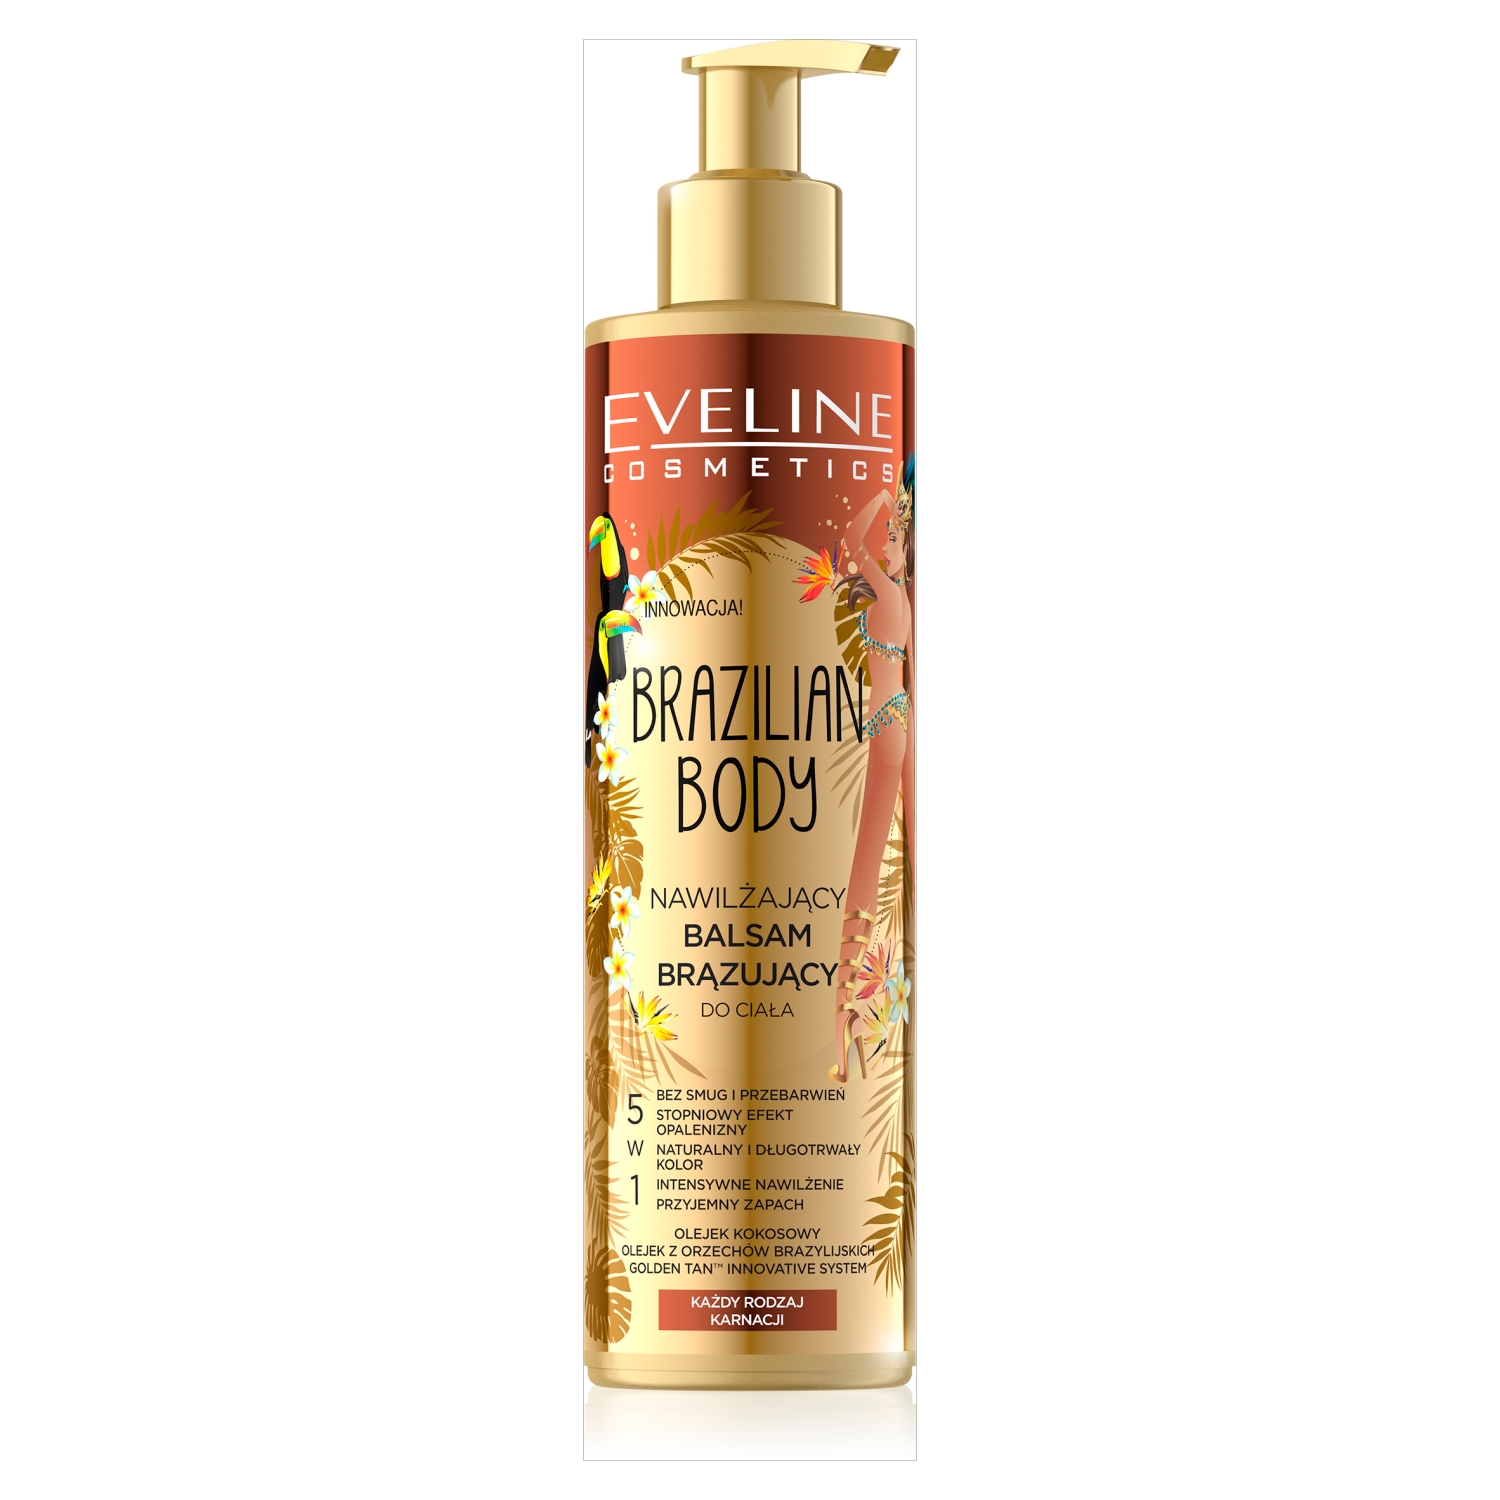 EVELINE
COSMETICS
INNOWACJA!
BRAZILIAN
BODY
NAWILŻAJĄCY
BALSAM
BRĄZUJĄCY
DO CIAŁA
5 W 1
BEZ SMUG I PRZEBARWIEŃ
STOPNIOWY EFEKT
OPALENIZNY
NATURALNY I DŁUGOTRWAŁY
KOLOR
INTENSYWNE NAWILŻENIE
PRZYJEMNY ZAPACH
OLEJEK KOKOSOWY
OLEJEK Z ORZECHÓW BRAZYLIJSKICH
GOLDEN TAN™ INNOVATIVE SYSTEM
KAŻDY RODZAJ
KARNACJI